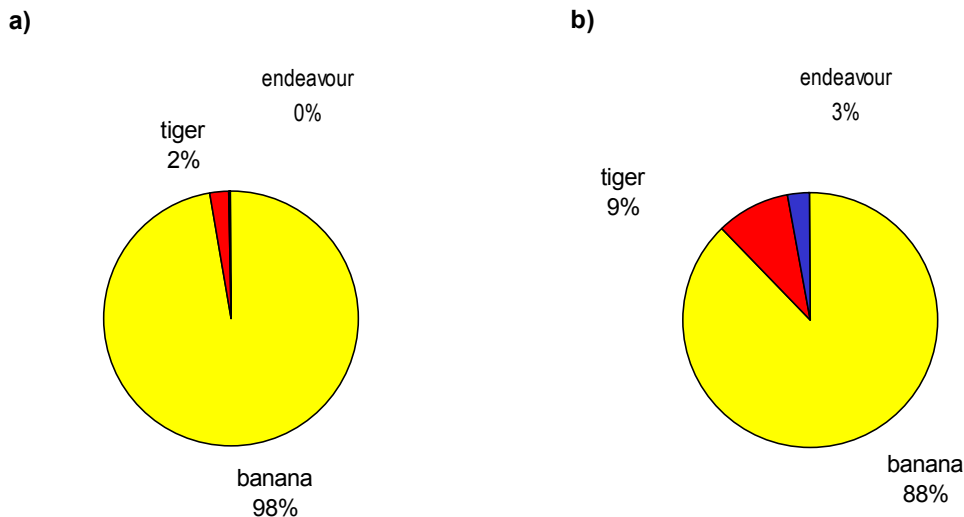 a)
endeavour
0%
tiger
2%
banana
98%
b)
endeavour
3%
tiger
9%
banana
88%